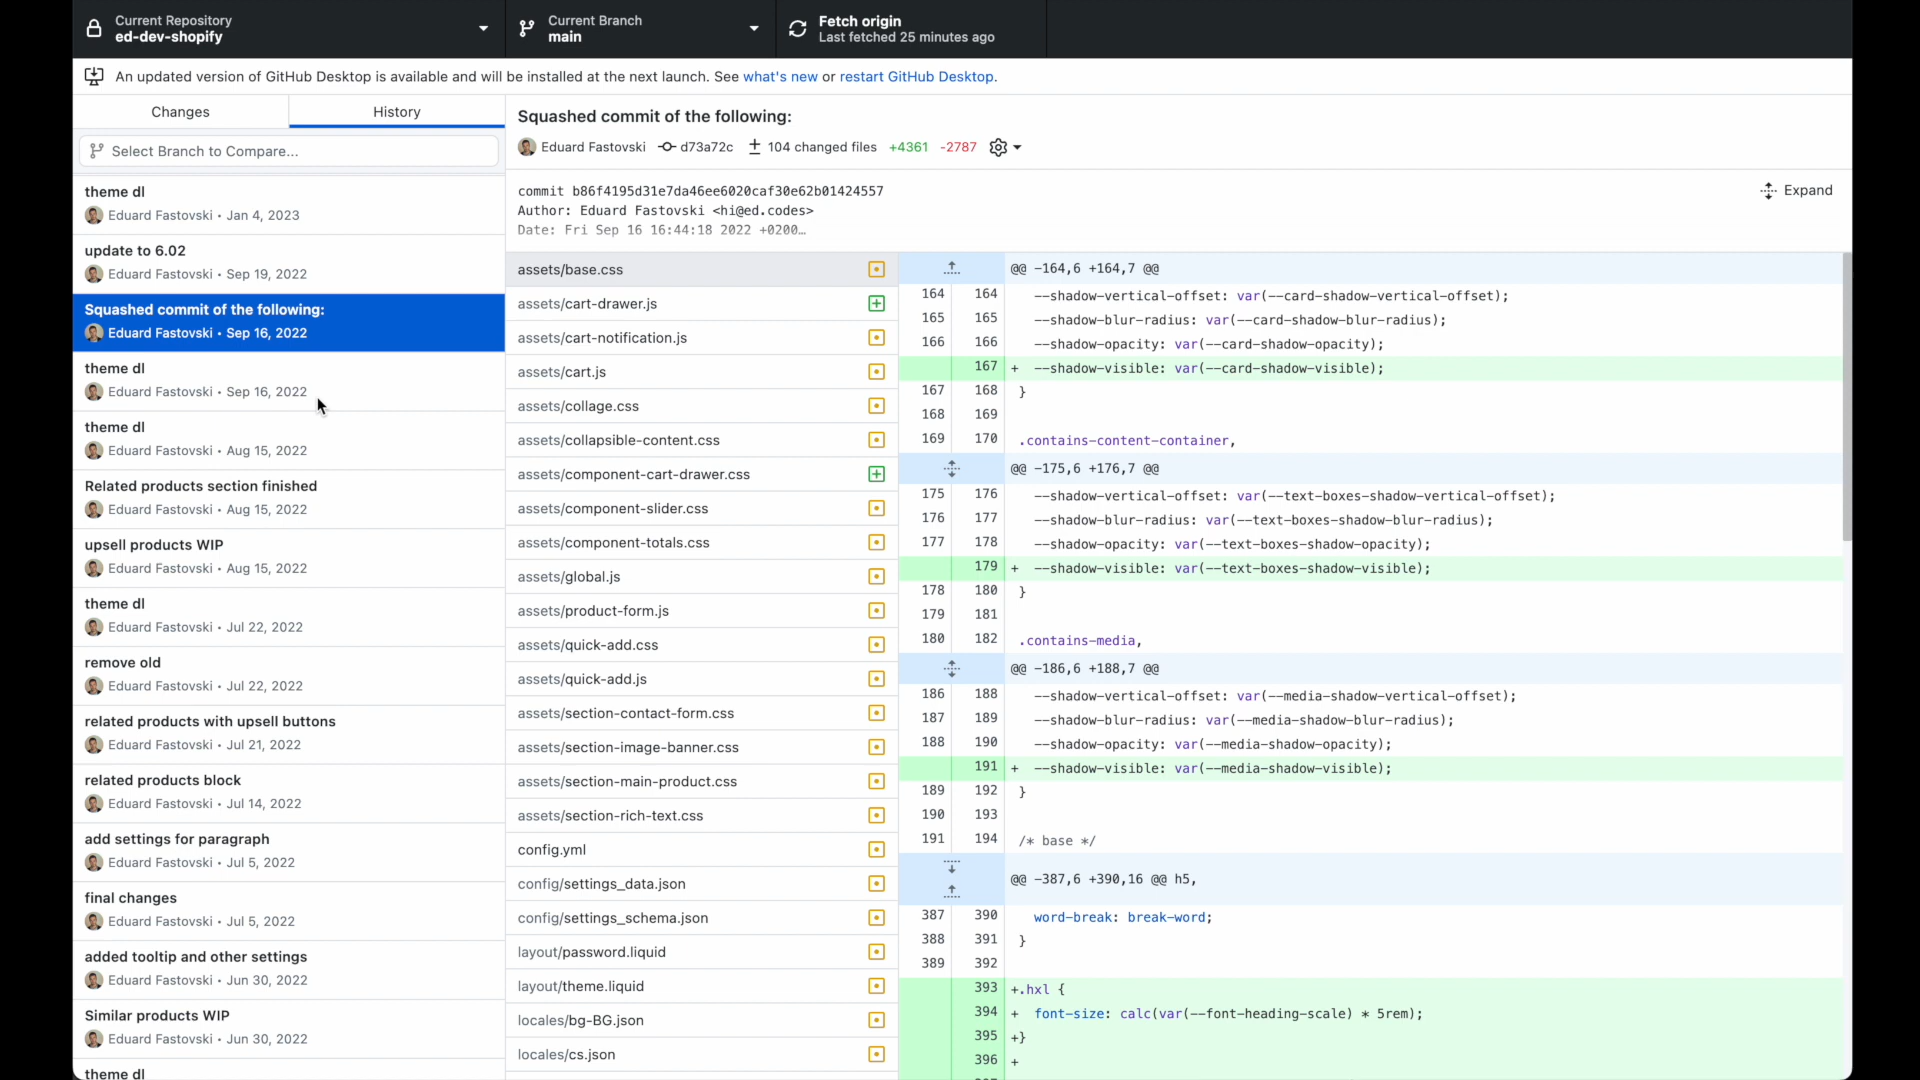 Current Repository
ed-dev-shopify
Current Branch
main
Fetch origin
Last fetched 25 minutes ago
An updated version of GitHub Desktop is available and will be installed at the next launch. See what's new or restart GitHub Desktop.
Changes
History
Select Branch to Compare...
theme dl
Eduard Fastovski • Jan 4, 2023
update to 6.02
Eduard Fastovski • Sep 19, 2022
Squashed commit of the following:
Eduard Fastovski • Sep 16, 2022
theme dl
Eduard Fastovski • Sep 16, 2022
theme dl
Eduard Fastovski • Aug 15, 2022
Related products section finished
Eduard Fastovski • Aug 15, 2022
upsell products WIP
Eduard Fastovski • Aug 15, 2022
theme dl
Eduard Fastovski • Jul 22, 2022
remove old
Eduard Fastovski • Jul 22, 2022
related products with upsell buttons
Eduard Fastovski • Jul 21, 2022
related products block
Eduard Fastovski • Jul 14, 2022
add settings for paragraph
Eduard Fastovski • Jul 5, 2022
final changes
Eduard Fastovski • Jul 5, 2022
added tooltip and other settings
Eduard Fastovski • Jun 30, 2022
Similar products WIP
Eduard Fastovski • Jun 30, 2022
theme dl
Squashed commit of the following:
Eduard Fastovski d73a72c 104 changed files +4361 -2787
commit b86f4195d31e7da46ee6020caf30e62b01424557
Author: Eduard Fastovski <hi@ed.codes>
Date: Fri Sep 16 16:44:18 2022 +0200…
Expand
assets/base.css
assets/cart-drawer.js
assets/cart-notification.js
assets/cart.js
assets/collage.css
assets/collapsible-content.css
assets/component-cart-drawer.css
assets/component-slider.css
assets/component-totals.css
assets/global.js
assets/product-form.js
assets/quick-add.css
assets/quick-add.js
assets/section-contact-form.css
assets/section-image-banner.css
assets/section-main-product.css
assets/section-rich-text.css
config.yml
config/settings_data.json
config/settings_schema.json
layout/password.liquid
layout/theme.liquid
locales/bg-BG.json
locales/cs.json
@@ -164,6 +164,7 @@
164 164 --shadow-vertical-offset: var(--card-shadow-vertical-offset);
165 165 --shadow-blur-radius: var(--card-shadow-blur-radius);
166 166 --shadow-opacity: var(--card-shadow-opacity);
167 + --shadow-visible: var(--card-shadow-visible);
167 168 }
168 169
169 170 .contains-content-container,
@@ -175,6 +176,7 @@
175 176 --shadow-vertical-offset: var(--text-boxes-shadow-vertical-offset);
176 177 --shadow-blur-radius: var(--text-boxes-shadow-blur-radius);
177 178 --shadow-opacity: var(--text-boxes-shadow-opacity);
179 + --shadow-visible: var(--text-boxes-shadow-visible);
178 180 }
179 181
180 182 .contains-media,
@@ -186,6 +188,7 @@
186 188 --shadow-vertical-offset: var(--media-shadow-vertical-offset);
187 189 --shadow-blur-radius: var(--media-shadow-blur-radius);
188 190 --shadow-opacity: var(--media-shadow-opacity);
191 + --shadow-visible: var(--media-shadow-visible);
189 192 }
190 193
191 194 /* base */
@@ -387,6 +390,16 @@ h5,
387 390 word-break: break-word;
388 391 }
389 392
393 +.hxl {
394 + font-size: calc(var(--font-heading-scale) * 5rem);
395 +}
396 +